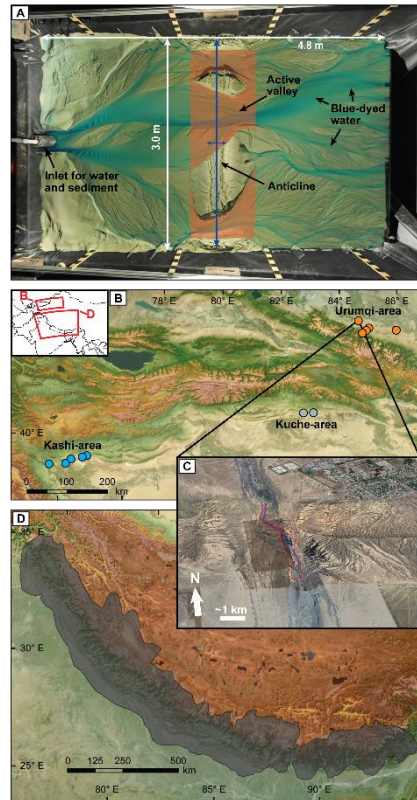 A
4.8 m
Active
valley
Blue-dyed
water
3.0 m
Inlet for water
and sediment
Anticline
B
D
B
78° E
80° E
82° E
84° E
86° E
Urumqi-area
Kuche-area
40° E
Kashi-area
0
50
100
200
km
C
N
~1 km
D
35° E
30° E
25° E
0
125
250
500
km
80° E
85° E
90° E